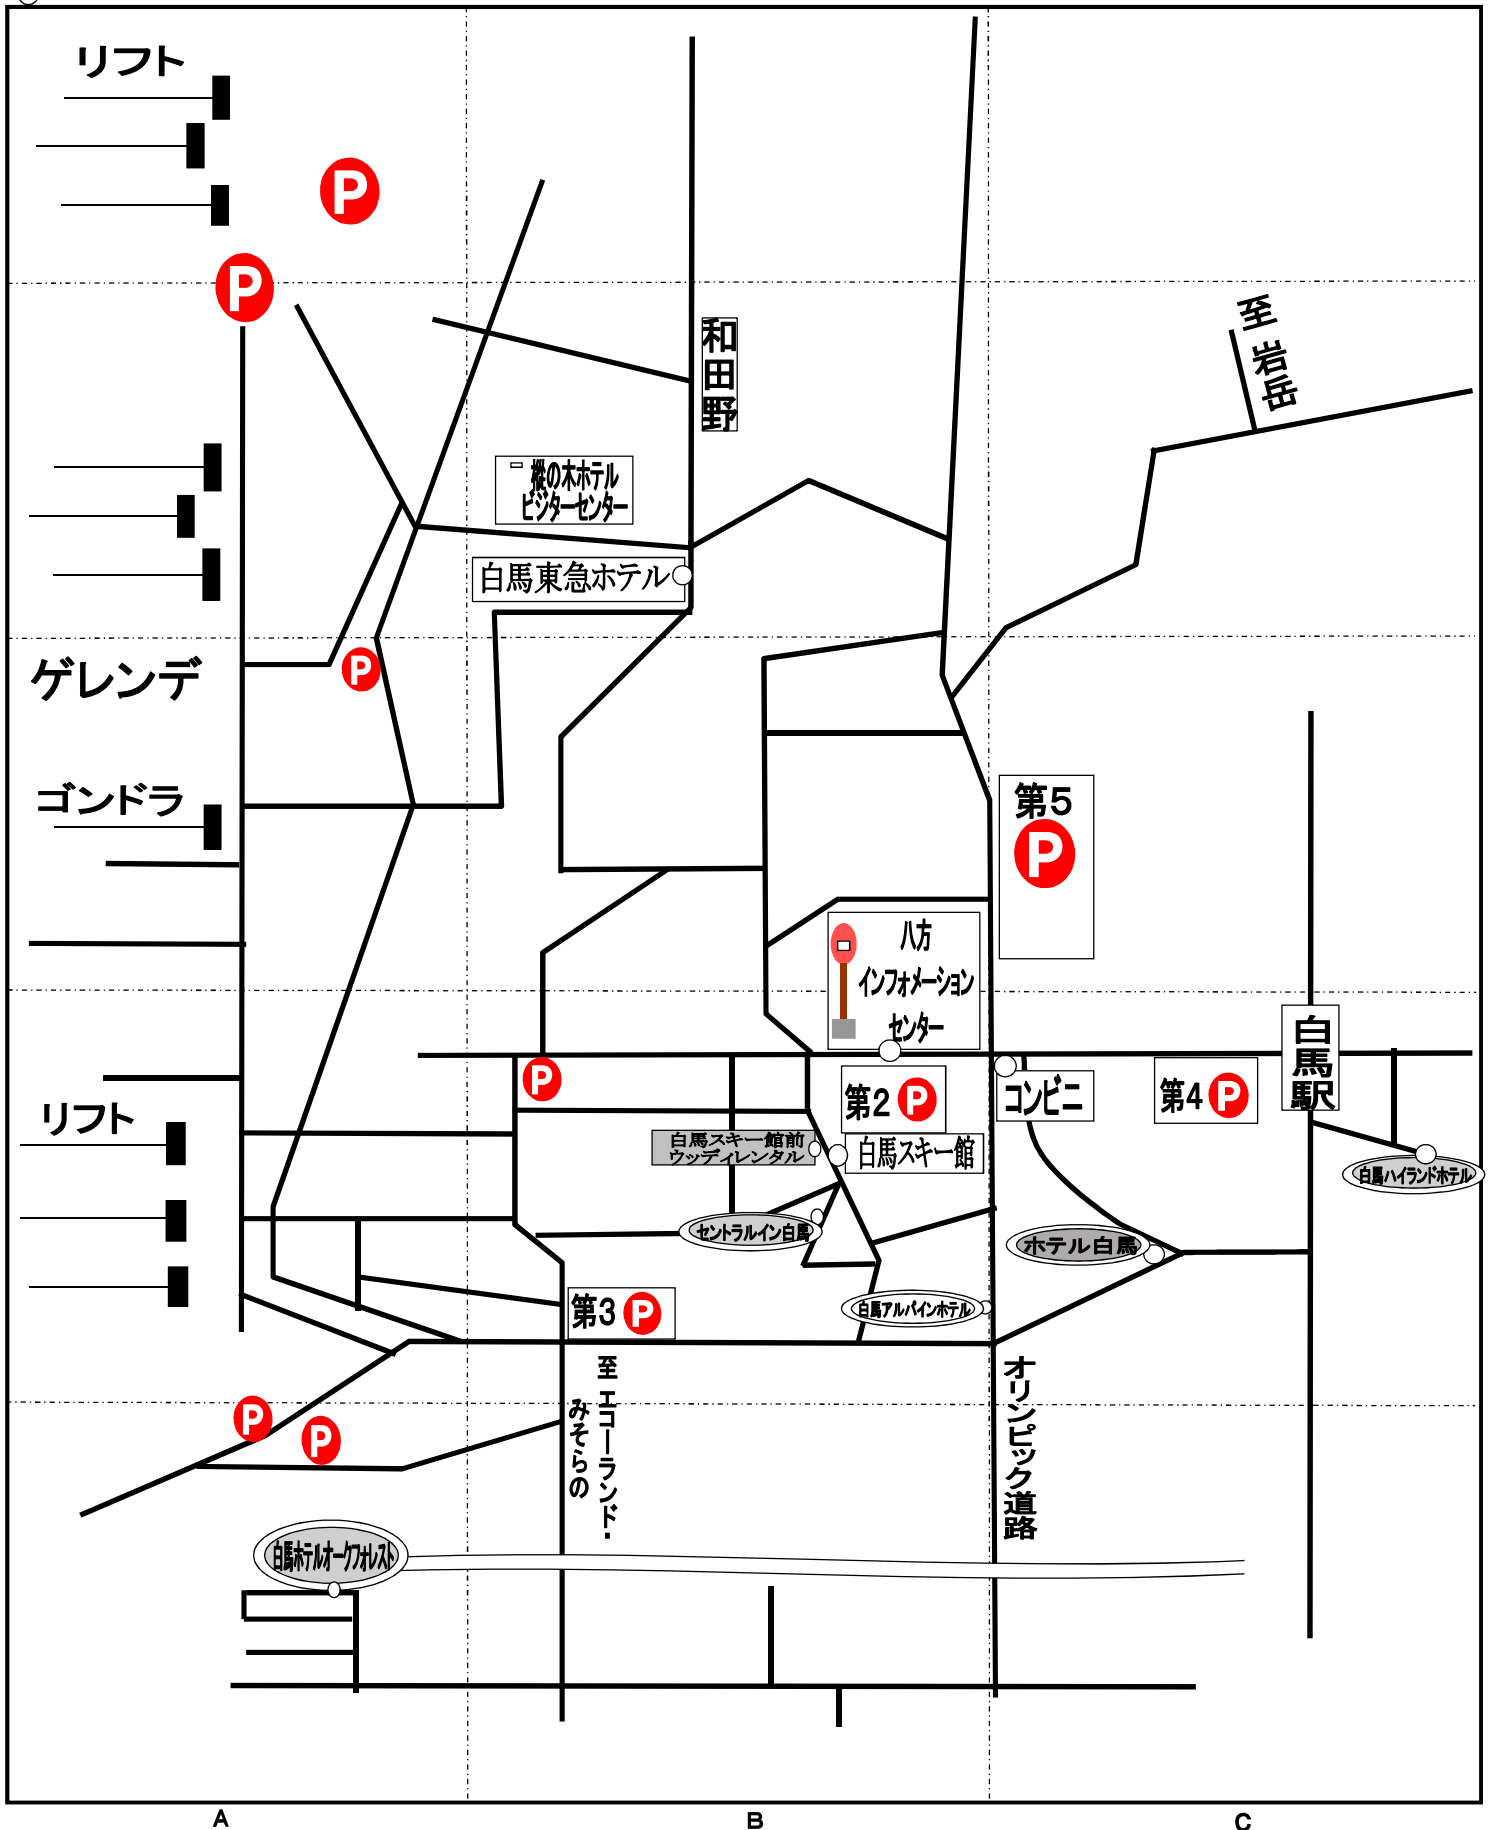 リフト
P
P
至 岩岳
和田野
樅の木ホテル
ビジターセンター
白馬東急ホテル
ゲレンデ
P
ゴンドラ
第5
P
八方
インフォメーション
センター
白馬駅
P
第2 P
コンビニ
第4 P
リフト
白馬スキー館前
ウッディレンタル
白馬スキー館
白馬ハイランドホテル
セントラルイン白馬
ホテル白馬
第3 P
白馬アルパインホテル
至 エコーランド・
みそらの
オリンピック道路
P
P
白馬ホテルオークフォレスト
A
B
C